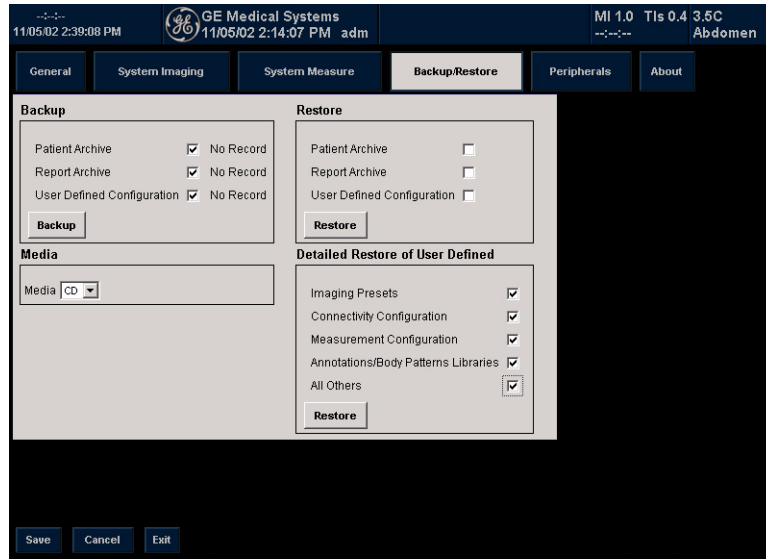 --:--:--
11/05/02 2:39:08 PM
GE Medical Systems
11/05/02 2:14:07 PM adm
MI 1.0 TIs 0.4 3.5C
--:--:-- Abdomen
General System Imaging System Measure Backup/Restore Peripherals About
Backup
Patient Archive No Record
Report Archive No Record
User Defined Configuration No Record
Backup
Media
Media CD
Restore
Patient Archive
Report Archive
User Defined Configuration
Restore
Detailed Restore of User Defined
Imaging Presets
Connectivity Configuration
Measurement Configuration
Annotations/Body Patterns Libraries
All Others
Restore
Save Cancel Exit